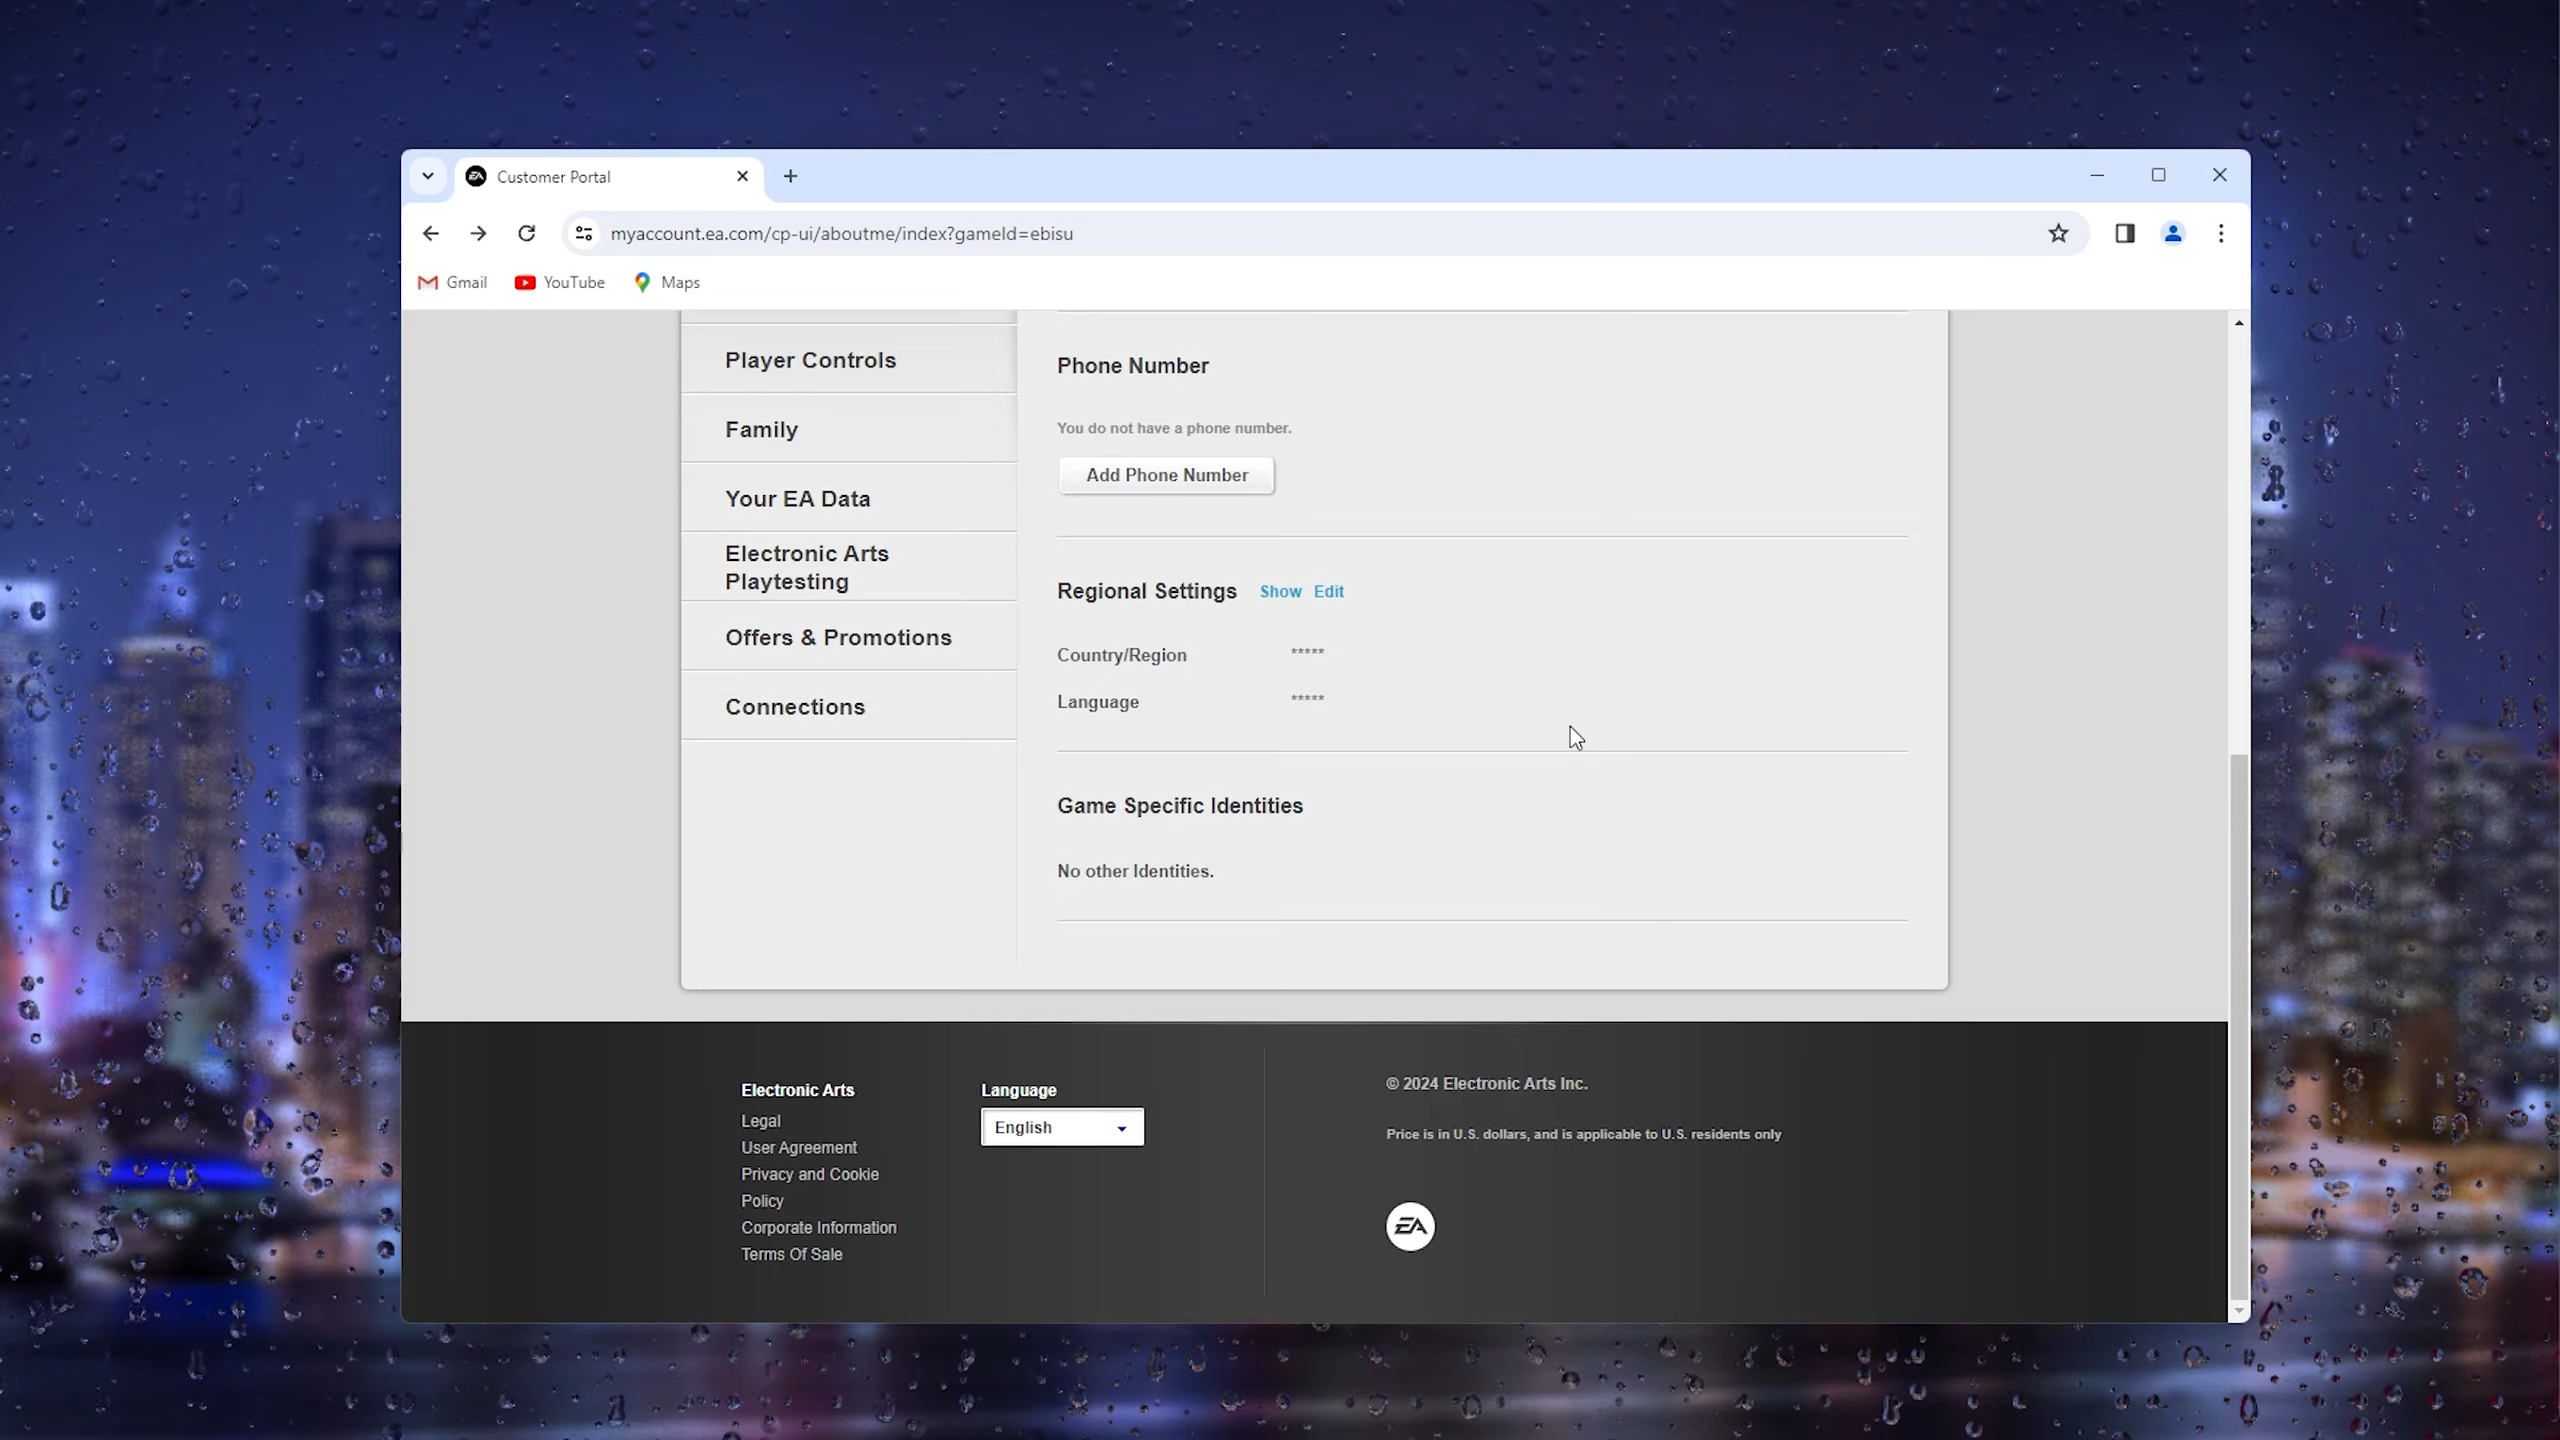 Customer Portal
myaccount.ea.com/cp-ui/aboutme/index?gameId=ebisu
Gmail YouTube Maps
Player Controls
Family
Your EA Data
Electronic Arts
Playtesting
Offers & Promotions
Connections
Phone Number
You do not have a phone number.
Add Phone Number
Regional Settings Show Edit
Country/Region *****
Language *****
Game Specific Identities
No other Identities.
Electronic Arts
Legal
User Agreement
Privacy and Cookie
Policy
Corporate Information
Terms Of Sale
Language
English
© 2024 Electronic Arts Inc.
Price is in U.S. dollars, and is applicable to U.S. residents only
EA